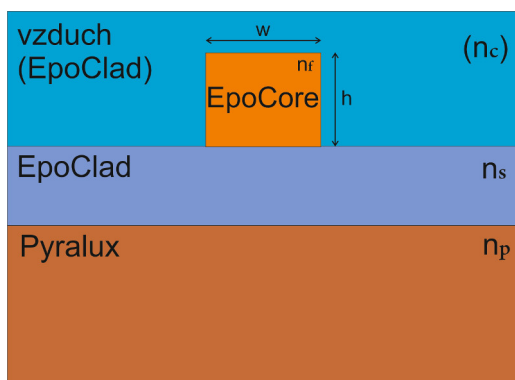 vzduch
(EpoClad)
(nc)
w
nf
EpoCore
h
EpoClad
ns
Pyralux
np